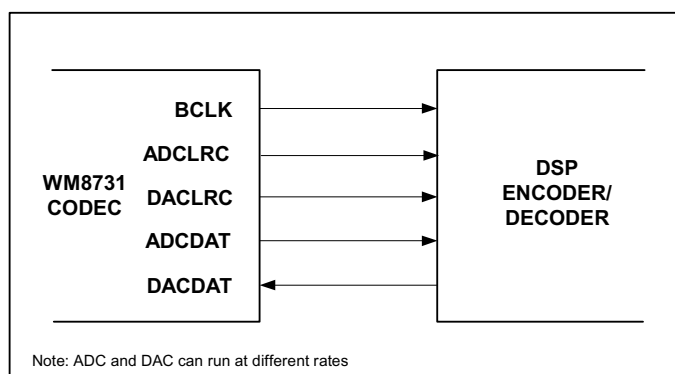 BCLK
ADCLRC
WM8731
CODEC
DACLRC
ADCDAT
DACDAT
DSP
ENCODER/
DECODER
Note: ADC and DAC can run at different rates